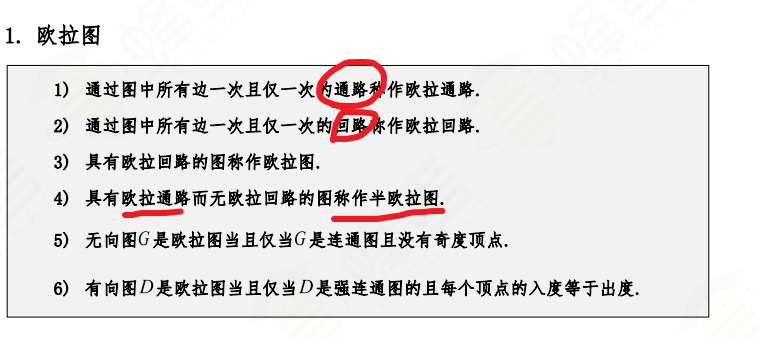 1. 欧拉图
1) 通过图中所有边一次且仅一次的通路称作欧拉通路.
2) 通过图中所有边一次且仅一次的回路称作欧拉回路.
3) 具有欧拉回路的图称作欧拉图.
4) 具有欧拉通路而无欧拉回路的图称作半欧拉图.
5) 无向图G是欧拉图当且仅当G是连通图且没有奇度顶点.
6) 有向图D是欧拉图当且仅当D是强连通图的且每个顶点的入度等于出度.